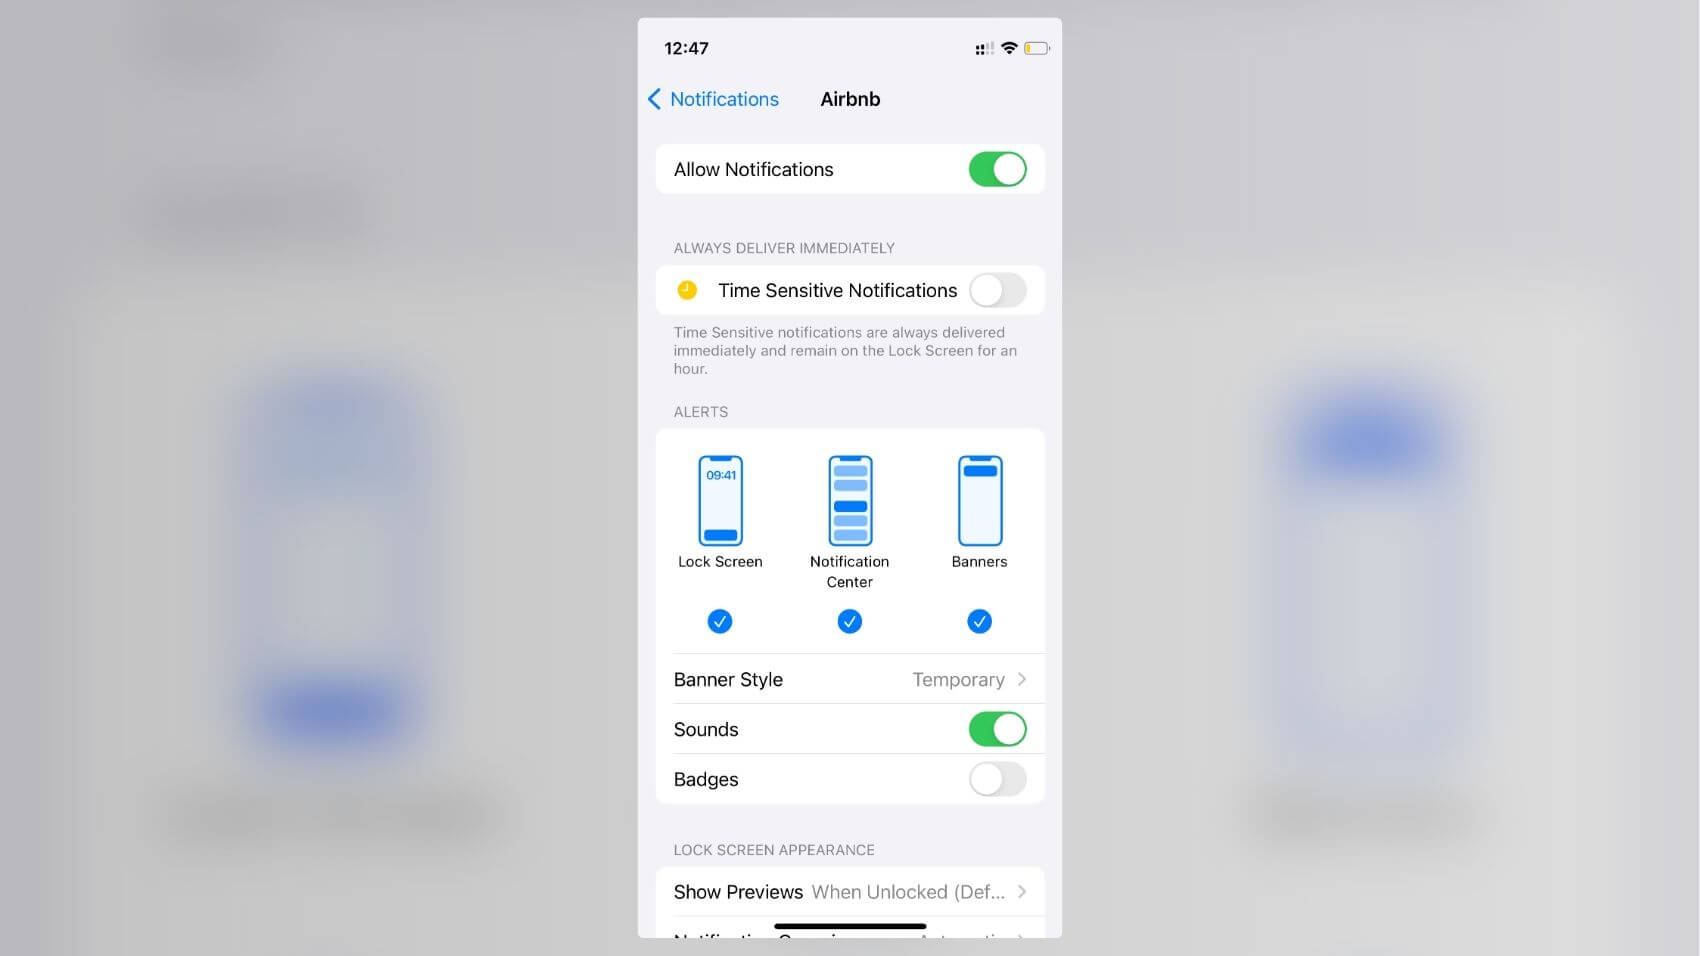 12:47
Notifications
Airbnb
Allow Notifications
ALWAYS DELIVER IMMEDIATELY
Time Sensitive Notifications
Time Sensitive notifications are always delivered
immediately and remain on the Lock Screen for an
hour.
ALERTS
09:41
Lock Screen
Notification
Center
Banners
Banner Style Temporary
Sounds
Badges
LOCK SCREEN APPEARANCE
Show Previews When Unlocked (Def...